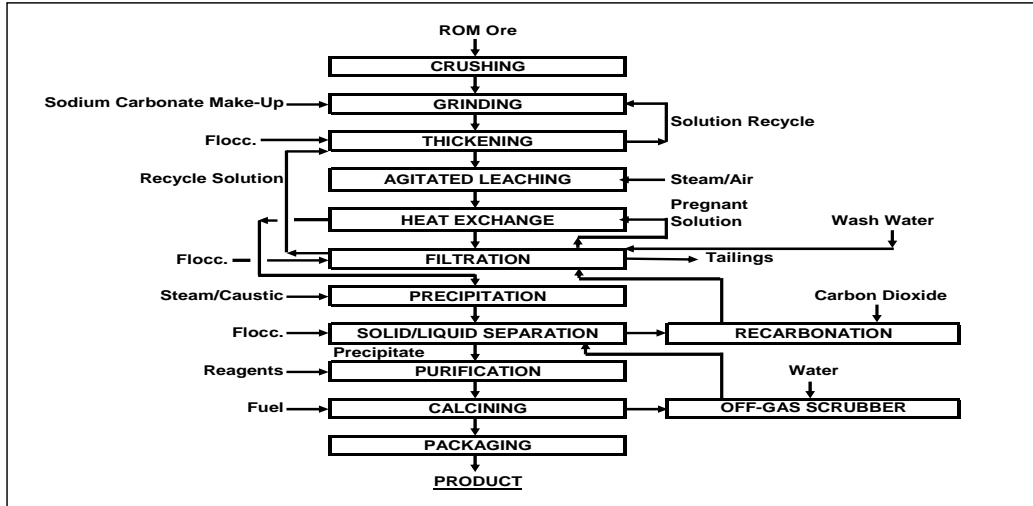 ROM Ore
CRUSHING
Sodium Carbonate Make-Up
GRINDING
Solution Recycle
Flocc.
THICKENING
Recycle Solution
AGITATED LEACHING
Steam/Air
Pregnant
Solution
HEAT EXCHANGE
Wash Water
Flocc.
FILTRATION
Tailings
Steam/Caustic
PRECIPITATION
Carbon Dioxide
Flocc.
SOLID/LIQUID SEPARATION
RECARBONATION
Precipitate
Reagents
PURIFICATION
Water
Fuel
CALCINING
OFF-GAS SCRUBBER
PACKAGING
PRODUCT